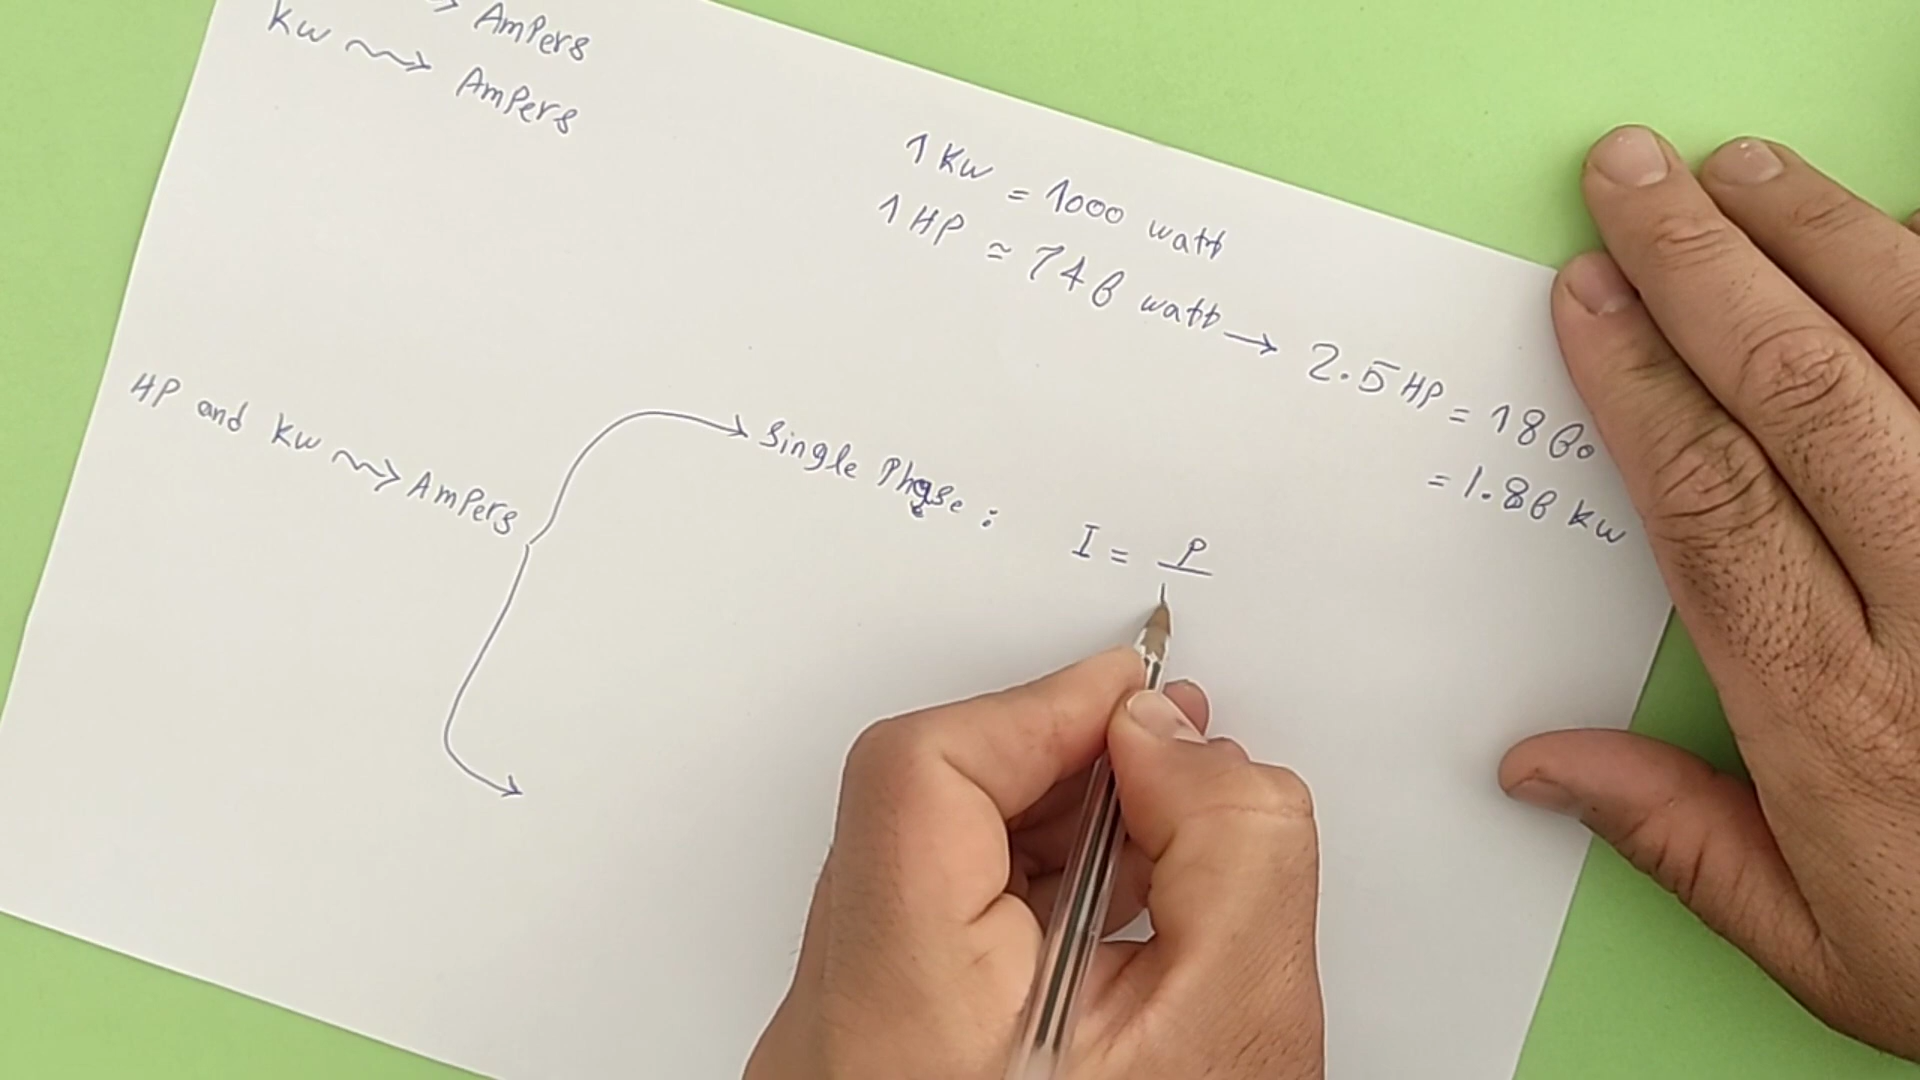 AmPers
Kw AmPers
1 Kw = 1000 watt
1 HP ≃ 746 watt → 2.5 HP = 1860
= 1.86 Kw
HP and Kw AmPers
Single Phase :
I = P